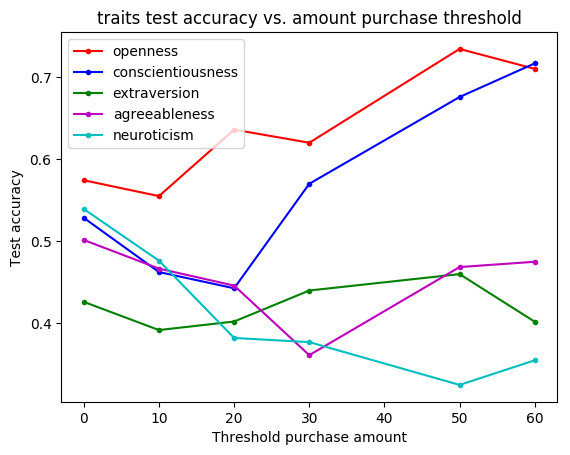 traits test accuracy vs. amount purchase threshold
openness
conscientiousness
extraversion
agreeableness
neuroticism
Test accuracy
0.7
0.6
0.5
0.4
0 10 20 30 40 50 60
Threshold purchase amount